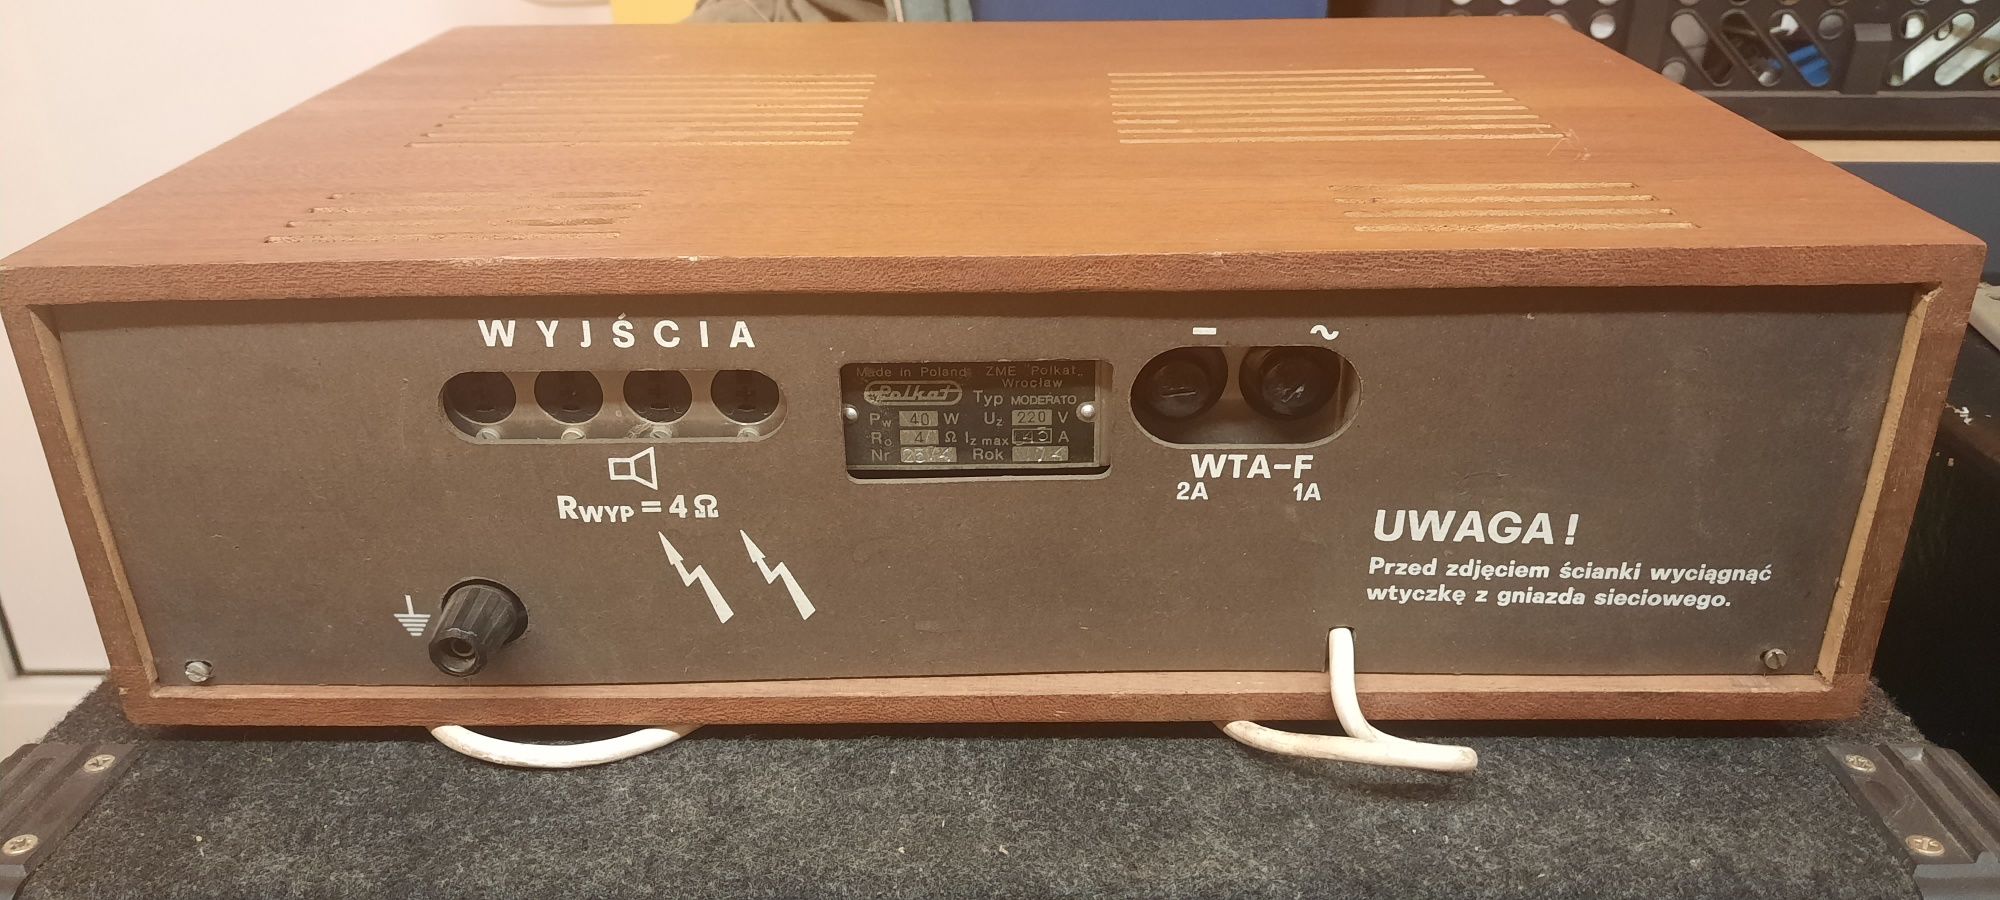 WYJŚCIA
RWYP = 4 Ω
Made in Poland ZME "Polkat"
Wrocław
Polkat Typ MODERATO
Pw 40 W Uz 220 V
Ro 4 Ω Iz max A
Nr Rok
– ~
WTA-F
2A 1A
UWAGA!
Przed zdjęciem ścianki wyciągnąć
wtyczkę z gniazda sieciowego.